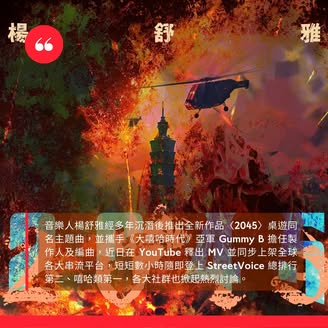 楊 舒 雅
2045
音樂人楊舒雅經多年沉潛後推出全新作品〈2045〉桌遊同
名主題曲，並攜手《大嘻哈時代》亞軍 Gummy B 擔任製
作人及編曲，近日在 YouTube 釋出 MV 並同步上架全球
各大串流平台，短短數小時隨即登上 StreetVoice 總排行
第二、嘻哈類第一，各大社群也掀起熱烈討論。